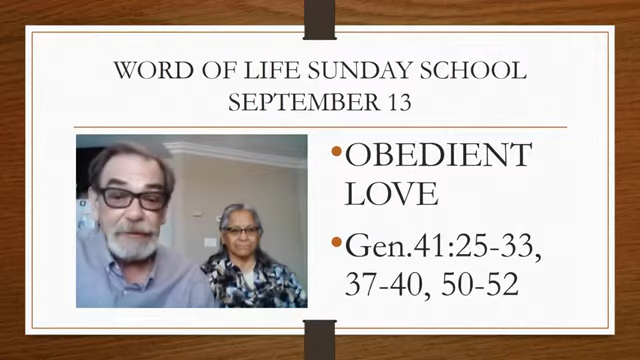 WORD OF LIFE SUNDAY SCHOOL
SEPTEMBER 13
•OBEDIENT
LOVE
•Gen.41:25-33,
37-40, 50-52